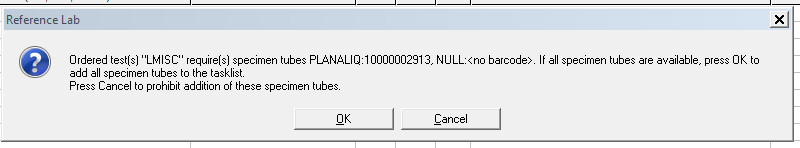 Reference Lab
Ordered test(s) "LMISC" require(s) specimen tubes PLANALIQ:10000002913, NULL:<no barcode>. If all specimen tubes are available, press OK to
add all specimen tubes to the tasklist.
Press Cancel to prohibit addition of these specimen tubes.
OK
Cancel